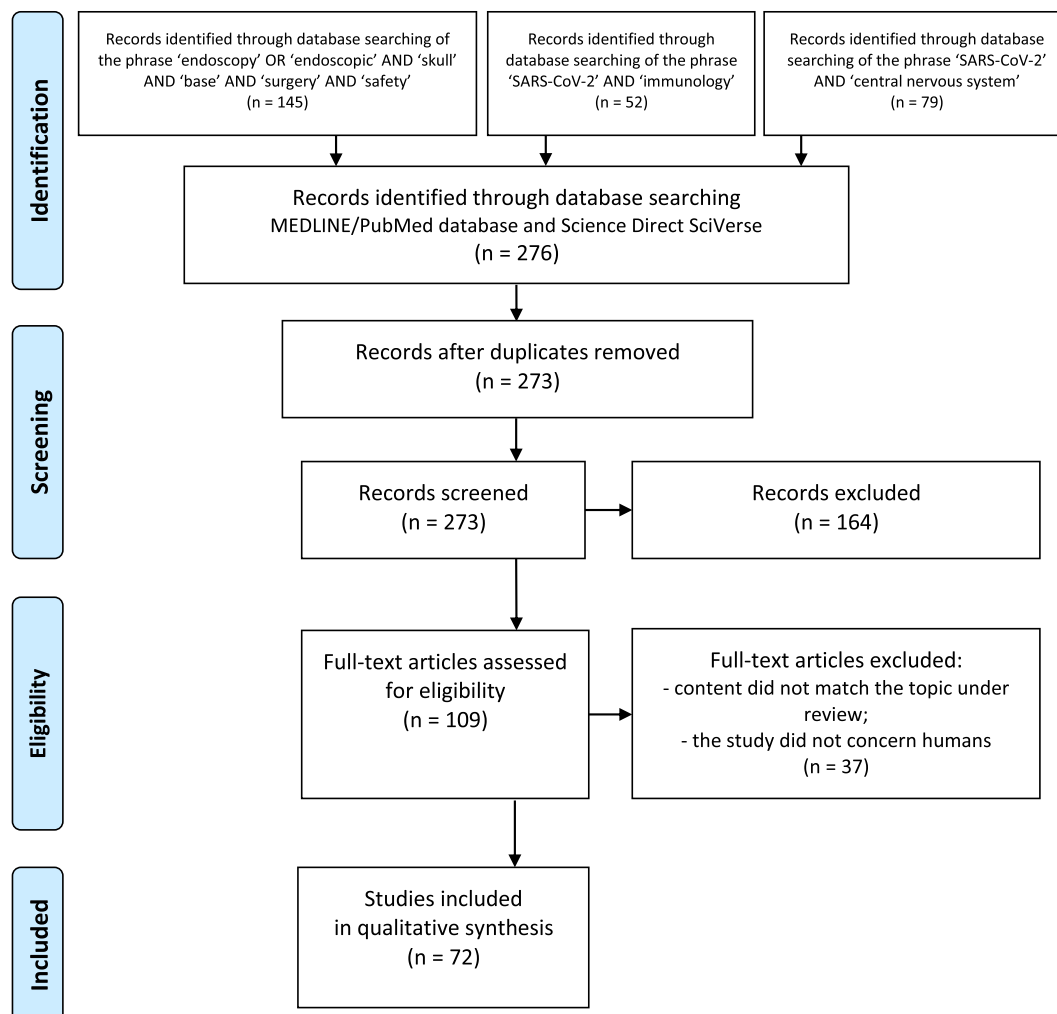 Identification
Records identified through database searching of
the phrase ‘endoscopy’ OR ‘endoscopic’ AND ‘skull’
AND ‘base’ AND ‘surgery’ AND ‘safety’
(n = 145)
Records identified through
database searching of the phrase
‘SARS-CoV-2’ AND ‘immunology’
(n = 52)
Records identified through database
searching of the phrase ‘SARS-CoV-2’
AND ‘central nervous system’
(n = 79)
Records identified through database searching
MEDLINE/PubMed database and Science Direct SciVerse
(n = 276)
Screening
Records after duplicates removed
(n = 273)
Records screened
(n = 273)
Records excluded
(n = 164)
Eligibility
Full-text articles assessed
for eligibility
(n = 109)
Full-text articles excluded:
- content did not match the topic under
review;
- the study did not concern humans
(n = 37)
Included
Studies included
in qualitative synthesis
(n = 72)